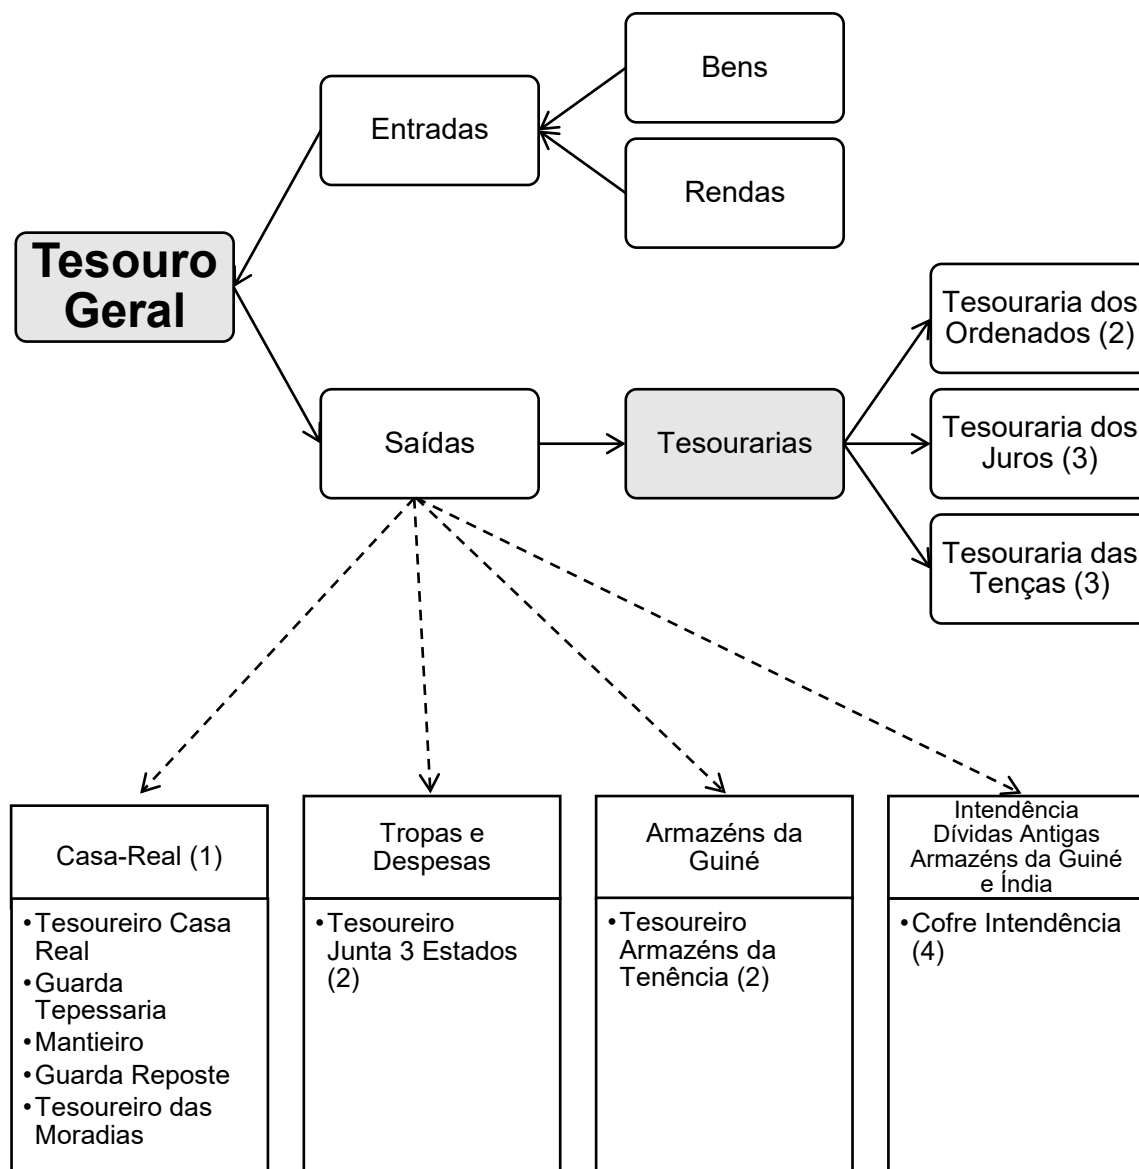 Bens
Entradas
Rendas
Tesouro
Geral
Tesouraria dos
Ordenados (2)
Saídas
Tesourarias
Tesouraria dos
Juros (3)
Tesouraria das
Tenças (3)
Casa-Real (1)
•Tesoureiro Casa
Real
•Guarda
Tepessaria
•Mantieiro
•Guarda Reposte
•Tesoureiro das
Moradias
Tropas e
Despesas
•Tesoureiro
Junta 3 Estados
(2)
Armazéns da
Guiné
•Tesoureiro
Armazéns da
Tenência (2)
Intendência
Dívidas Antigas
Armazéns da Guiné
e Índia
•Cofre Intendência
(4)